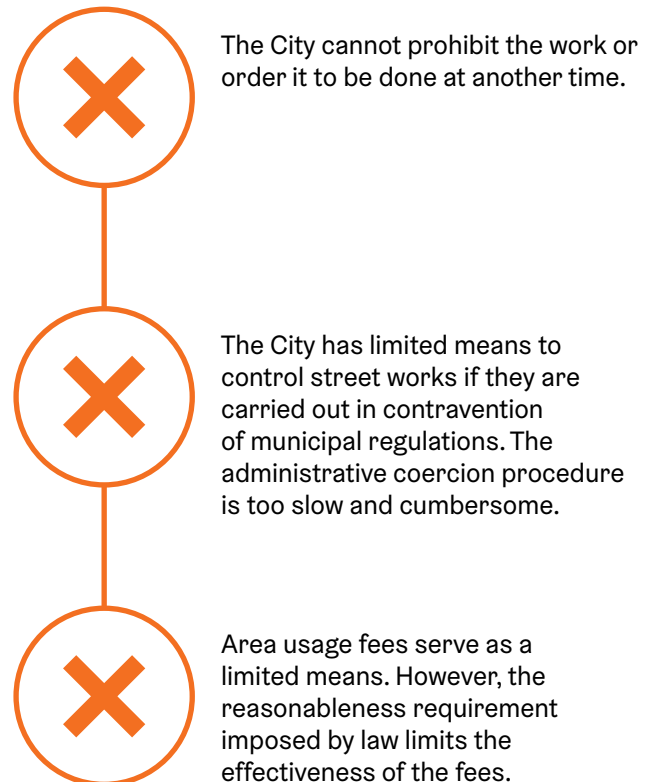 The City cannot prohibit the work or
order it to be done at another time.
The City has limited means to
control street works if they are
carried out in contravention
of municipal regulations. The
administrative coercion procedure
is too slow and cumbersome.
Area usage fees serve as a
limited means. However, the
reasonableness requirement
imposed by law limits the
effectiveness of the fees.